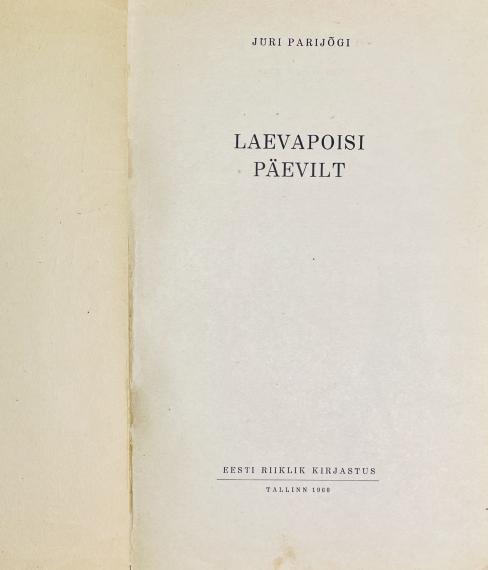 JURI PARIJÕGI
LAEVAPOISI
PÄEVILT
EESTI RIIKLIK KIRJASTUS
TALLINN 1960